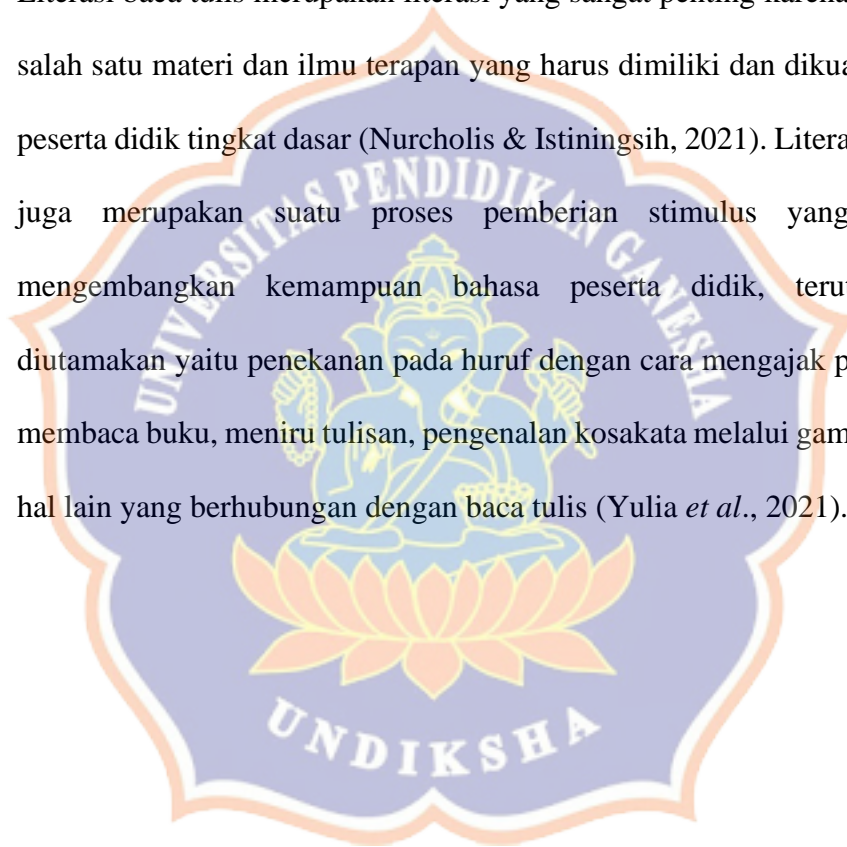 Literasi baca tulis merupakan literasi yang sangat penting karena
salah satu materi dan ilmu terapan yang harus dimiliki dan
peserta didik tingkat dasar (Nurcholis & Istiningsih, 2021).
juga merupakan suatu proses pemberian stimulus yang
mengembangkan kemampuan bahasa peserta didik,
diutamakan yaitu penekanan pada huruf dengan cara mengajak
membaca buku, meniru tulisan, pengenalan kosakata melalui
hal lain yang berhubungan dengan baca tulis (Yulia et al., 2021).
UNIVERSITAS PENDIDIKAN GANESHA
UNDIKSHA